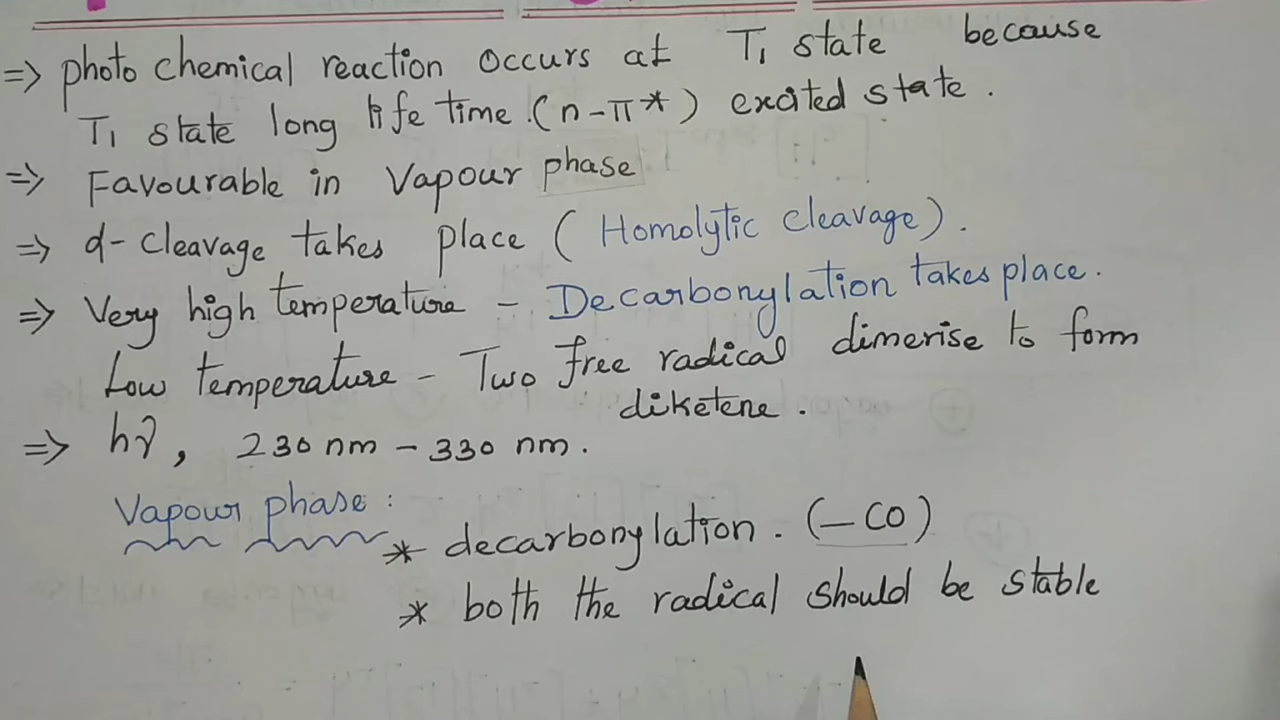 => photo chemical reaction occurs at T1 state because
T1 state long life time (n-π*) excited state.
=> Favourable in Vapour phase
=> α-cleavage takes place (Homolytic cleavage).
=> Very high temperature - Decarbonylation takes place.
Low temperature - Two free radical dimerise to form
diketene.
=> hν, 230 nm - 330 nm.
Vapour phase:
* decarbonylation. (-CO)
* both the radical should be stable